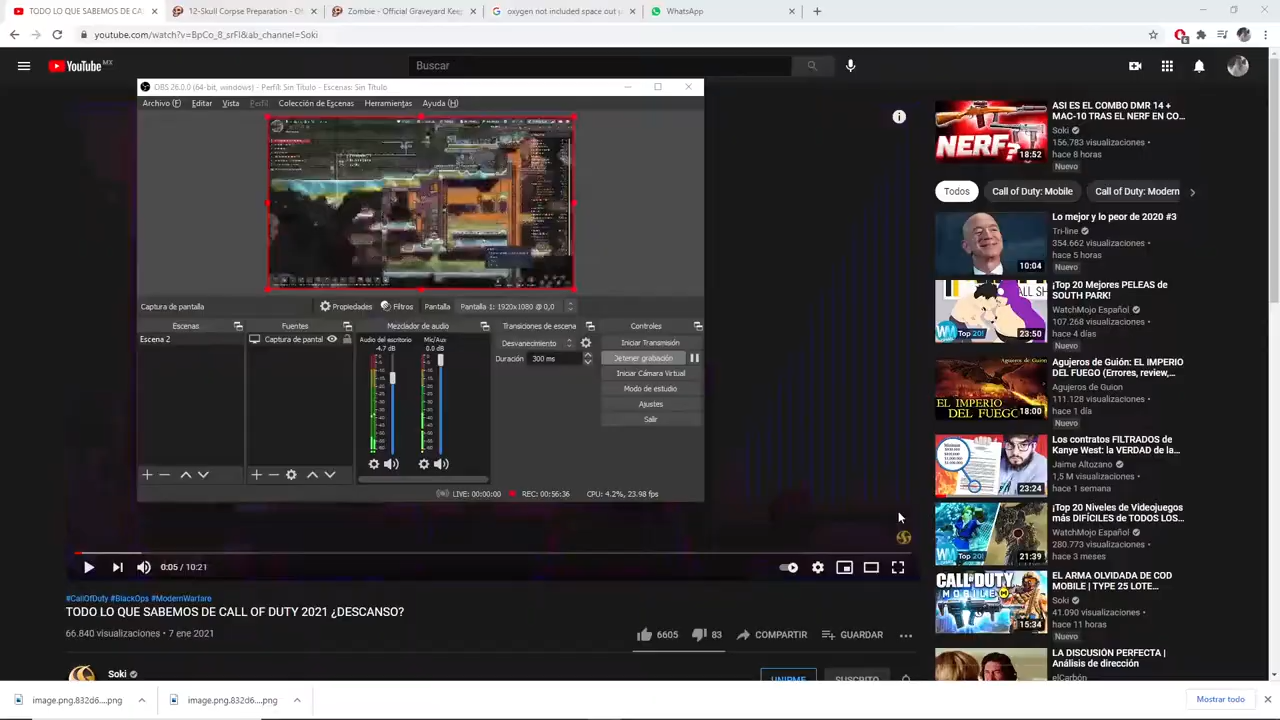 TODO LO QUE SABEMOS DE CA
12-Skull Corpse Preparation - Of
Zombie - Official Graveyard Kee
oxygen not included space out p
WhatsApp
youtube.com/watch?v=BpCo_8_srFI&ab_channel=Soki
YouTube MX
Buscar
OBS 26.0.0 (64-bit, windows) - Perfil: Sin Título - Escenas: Sin Título
Archivo (F) Editar Vista Perfil Colección de Escenas Herramientas Ayuda (H)
Captura de pantalla
Propiedades Filtros Pantalla Pantalla 1: 1920x1080 @ 0,0
Escenas Fuentes Mezclador de audio Transiciones de escena Controles
Escena 2
Captura de pantal
Audio del escritorio
-4.7 dB
Mic/Aux
0.0 dB
Desvanecimiento
Duración 300 ms
Iniciar Transmisión
Detener grabación
Iniciar Cámara Virtual
Modo de estudio
Ajustes
Salir
LIVE: 00:00:00 REC: 00:56:36 CPU: 4.2%, 23.98 fps
0:05 / 10:21
#CallOfDuty #BlackOps #ModernWarfare
TODO LO QUE SABEMOS DE CALL OF DUTY 2021 ¿DESCANSO?
66.840 visualizaciones • 7 ene 2021
6605 83 COMPARTIR GUARDAR
Soki
UNIRME
SUSCRITO
NERF?
18:52
ASI ES EL COMBO DMR 14 +
MAC-10 TRAS EL NERF EN CO...
Soki
156.783 visualizaciones •
hace 8 horas
Nuevo
Todos Call of Duty: Mobile Call of Duty: Modern
10:04
Lo mejor y lo peor de 2020 #3
Tri-line
354.662 visualizaciones •
hace 5 horas
Nuevo
Top 20!
23:50
¡Top 20 Mejores PELEAS de
SOUTH PARK!
WatchMojo Español
107.268 visualizaciones •
hace 4 días
Nuevo
Agujeros de Guion
EL IMPERIO
DEL FUEGO
18:00
Agujeros de Guión: EL IMPERIO
DEL FUEGO (Errores, review,...
Agujeros de Guion
111.128 visualizaciones •
hace 1 día
Nuevo
23:24
Los contratos FILTRADOS de
Kanye West: la VERDAD de la...
Jaime Altozano
1,5 M visualizaciones •
hace 1 semana
Top 20!
21:39
¡Top 20 Niveles de Videojuegos
más DIFÍCILES de TODOS LOS...
WatchMojo Español
280.773 visualizaciones •
hace 3 meses
CALL OF DUTY
MOBILE
15:34
EL ARMA OLVIDADA DE COD
MOBILE | TYPE 25 LOTE...
Soki
41.090 visualizaciones •
hace 11 horas
Nuevo
LA DISCUSIÓN PERFECTA |
Análisis de dirección
elCarbón
image.png.832d6....png
image.png.832d6....png
Mostrar todo